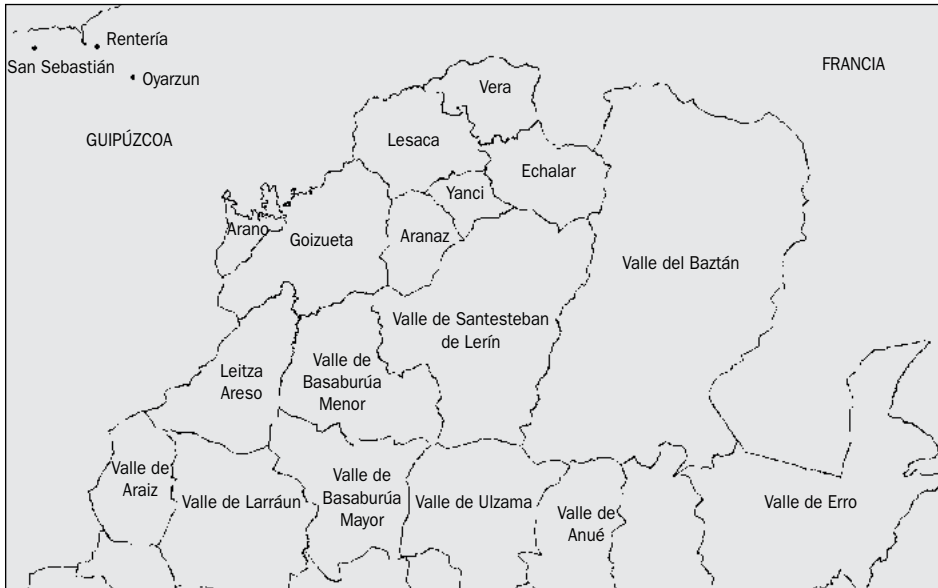 Rentería
San Sebastián
Oyarzun
FRANCIA
Vera
GUIPÚZCOA
Lesaca
Echalar
Yanci
Arano
Goizueta
Aranaz
Valle del Baztán
Valle de Santesteban
de Lerín
Leitza
Areso
Valle de
Basaburúa
Menor
Valle de
Araiz
Valle de Larráun
Valle de
Basaburúa
Mayor
Valle de Ulzama
Valle de
Anué
Valle de Erro